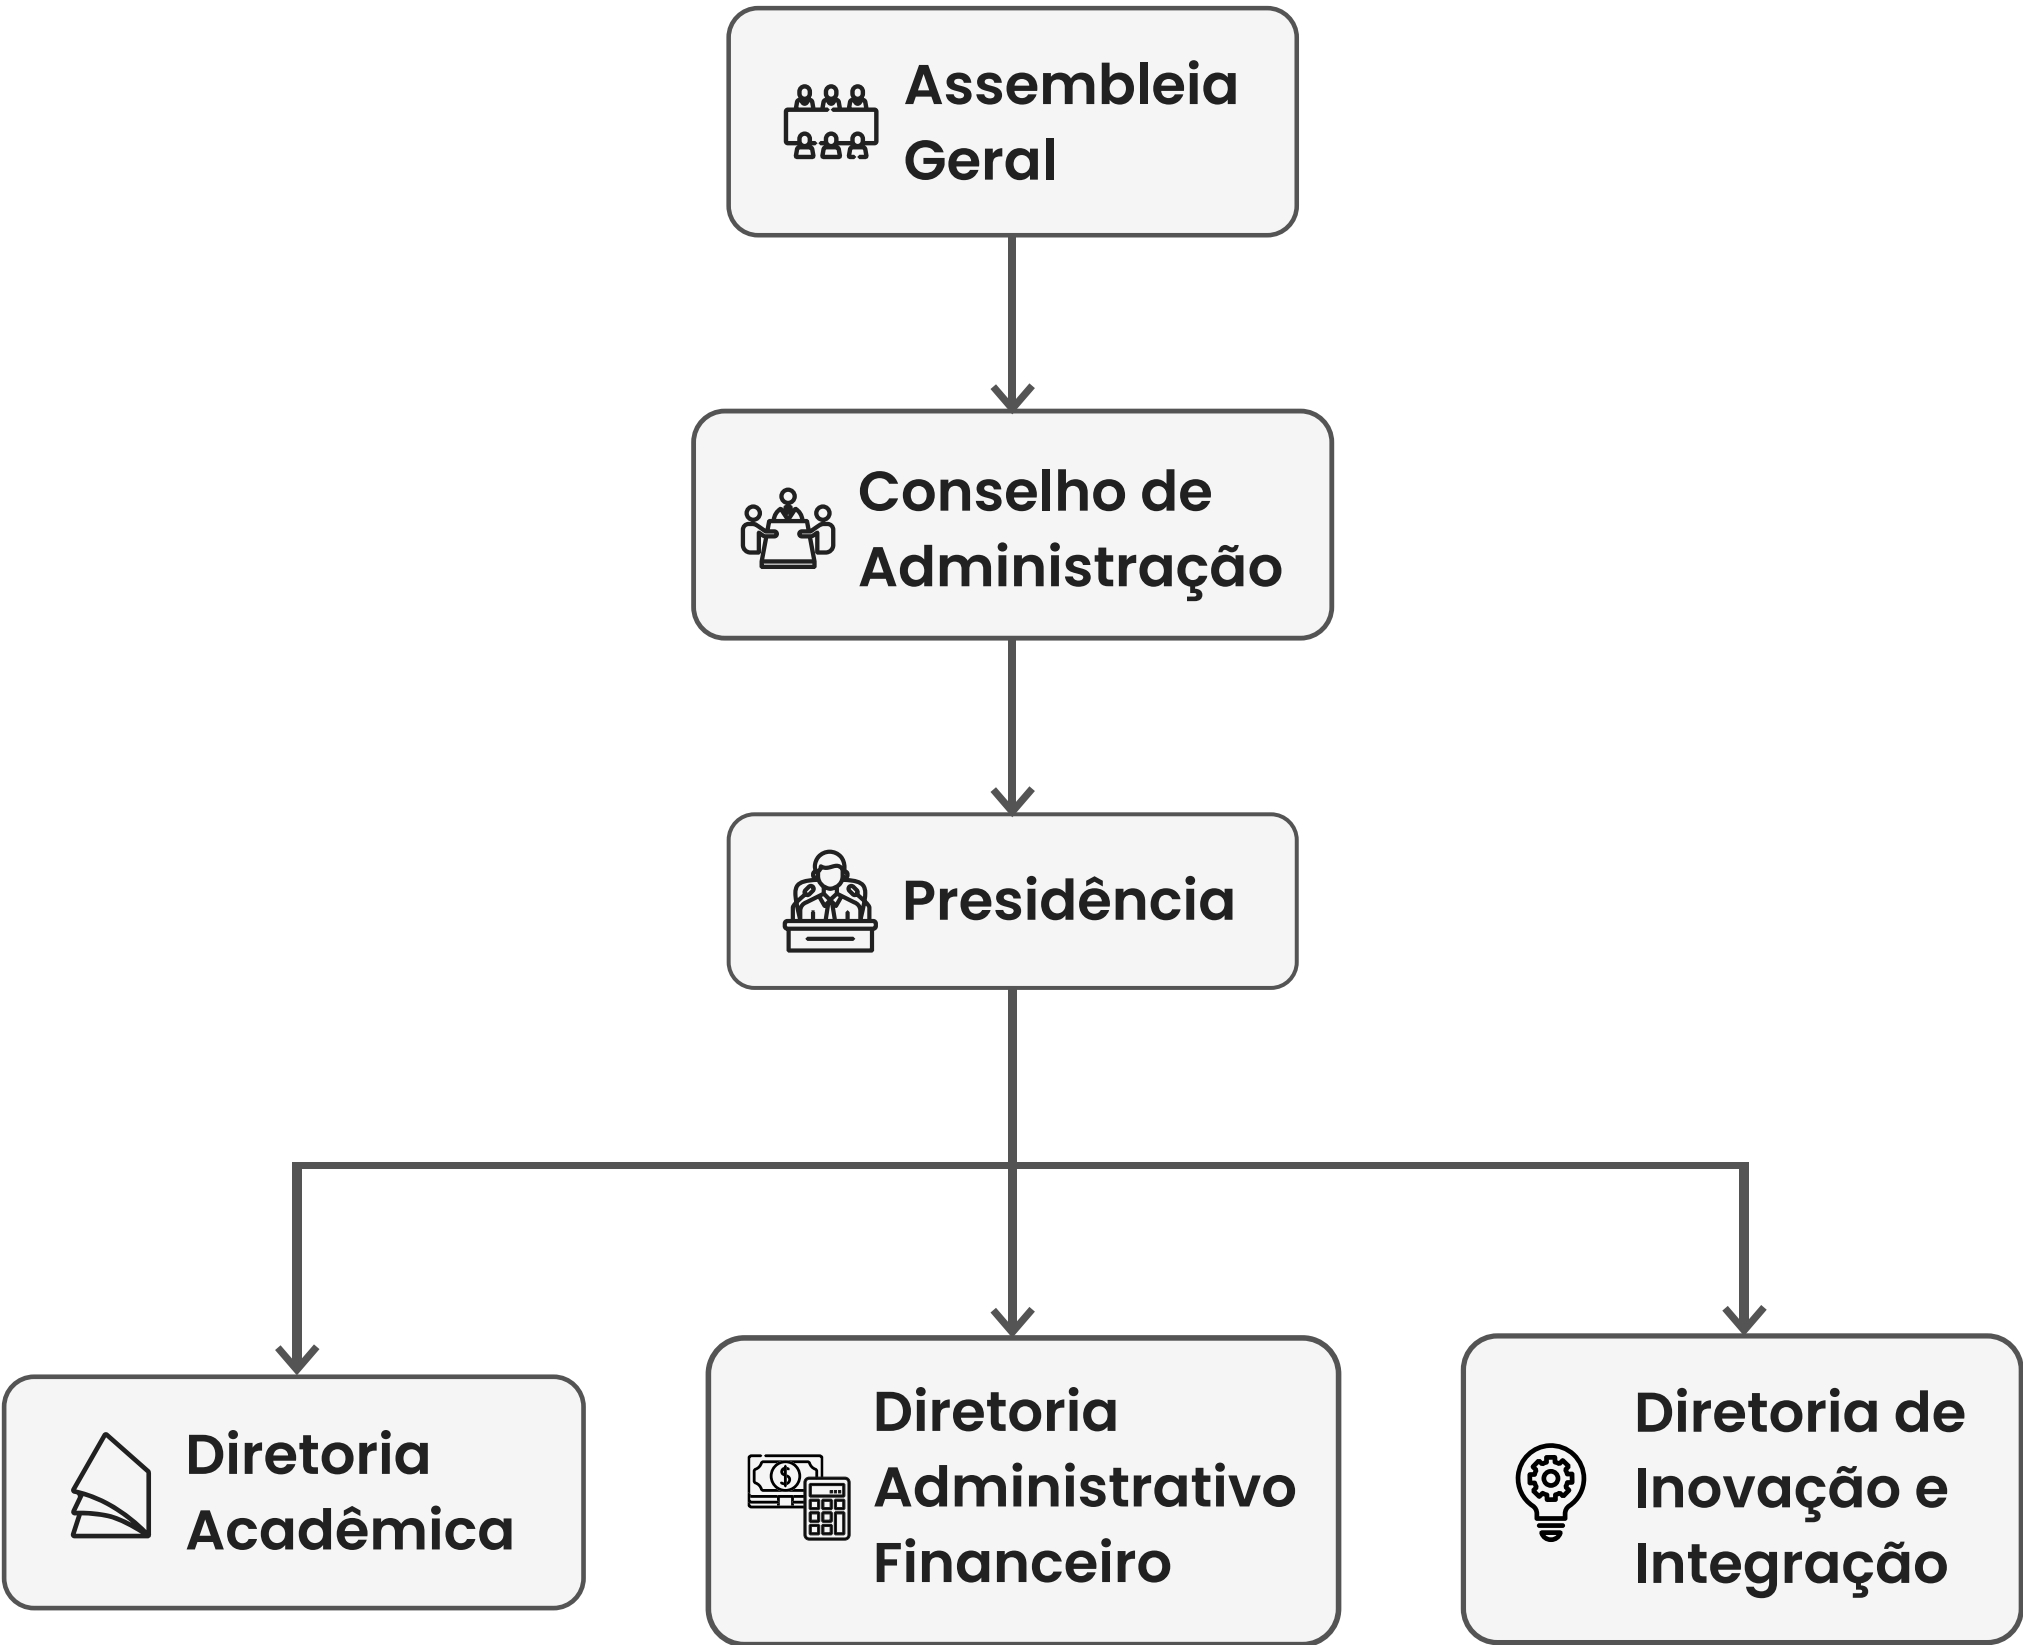 Assembleia
Geral
Conselho de
Administração
Presidência
Diretoria
Acadêmica
Diretoria
Administrativo
Financeiro
Diretoria de
Inovação e
Integração